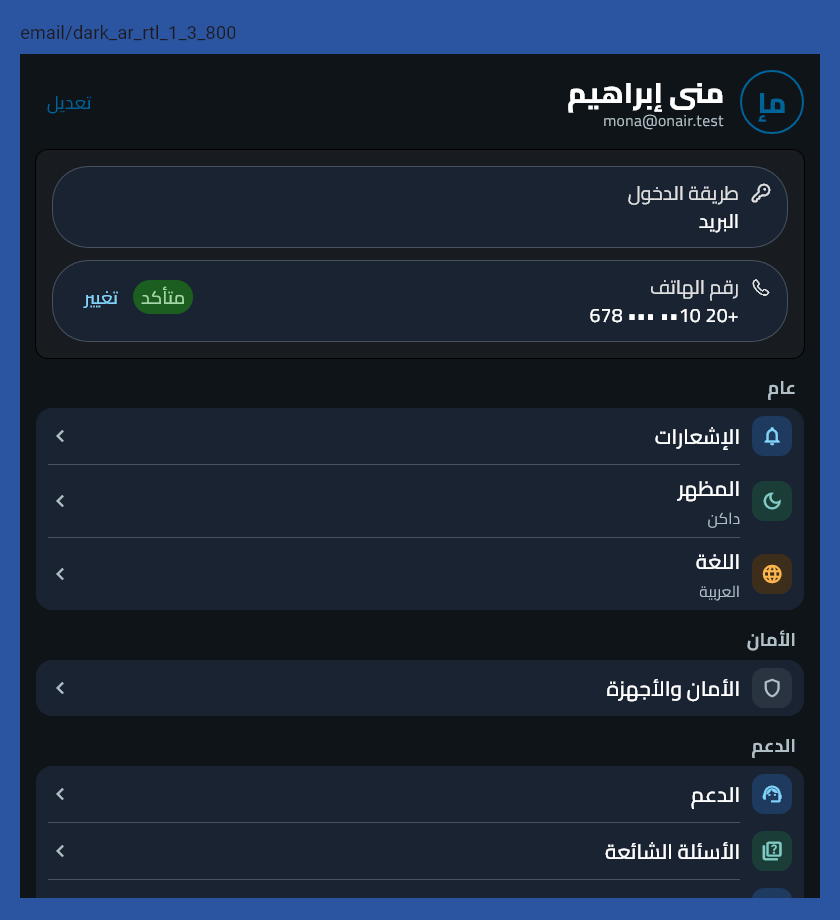 email/dark_ar_rtl_1_3_800
مإ
منى إبراهيم
mona@onair.test
تعديل
طريقة الدخول
البريد
رقم الهاتف
+20 10•• ••• 678
متأكد
تغيير
عام
الإشعارات
المظهر
داكن
اللغة
العربية
الأمان
الأمان والأجهزة
الدعم
الدعم
الأسئلة الشائعة